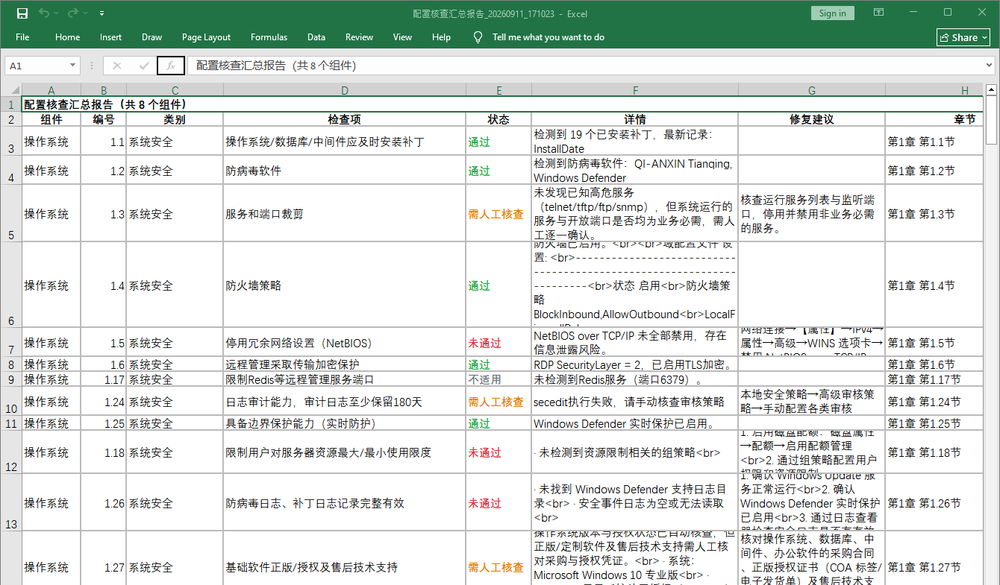 配置核查汇总报告_20260911_171023 - Excel
Sign in
File Home Insert Draw Page Layout Formulas Data Review View Help Tell me what you want to do
Share
A1 fx 配置核查汇总报告（共 8 个组件）
A B C D E F G H
1 配置核查汇总报告（共 8 个组件）
2 组件 编号 类别 检查项 状态 详情 修复建议 章节
3 操作系统 1.1 系统安全 操作系统/数据库/中间件应及时安装补丁 通过
检测到 19 个已安装补丁，最新记录：
InstallDate
第1章 第1.1节
4 操作系统 1.2 系统安全 防病毒软件 通过
检测到防病毒软件：QI-ANXIN Tianqing,
Windows Defender
第1章 第1.2节
5 操作系统 1.3 系统安全 服务和端口裁剪 需人工核查
未发现已知高危服务
（telnet/tftp/ftp/snmp），但系统运行的
服务与开放端口是否均为业务必需，需人
工逐一确认。
核查运行服务列表与监听端
口，停用并禁用非业务必需
的服务。
第1章 第1.3节
6 操作系统 1.4 系统安全 防火墙策略 通过
防火墙已启用。<br><br>域配置文件 设
置: <br>----------------------------
------------------------------------
----------<br>状态 启用<br>防火墙策
略
BlockInbound,AllowOutbound<br>LocalF
第1章 第1.4节
7 操作系统 1.5 系统安全 停用冗余网络设置（NetBIOS） 未通过
NetBIOS over TCP/IP 未全部禁用，存在
信息泄露风险。
网络连接→【属性】→IPv4→
属性→高级→WINS 选项卡→
禁用 NetBIOS over TCP/IP
第1章 第1.5节
8 操作系统 1.6 系统安全 远程管理采取传输加密保护 通过 RDP SecurityLayer = 2，已启用TLS加密。 第1章 第1.6节
9 操作系统 1.17 系统安全 限制Redis等远程管理服务端口 不适用 未检测到Redis服务（端口6379）。 第1章 第1.17节
10 操作系统 1.24 系统安全 日志审计能力，审计日志至少保留180天 需人工核查 secedit执行失败，请手动核查审核策略
本地安全策略→高级审核策
略→手动配置各类审核
第1章 第1.24节
11 操作系统 1.25 系统安全 具备边界保护能力（实时防护） 通过 Windows Defender 实时保护已启用。 第1章 第1.25节
12 操作系统 1.18 系统安全 限制用户对服务器资源最大/最小使用限度 未通过 · 未检测到资源限制相关的组策略<br>
1. 启用磁盘配额：磁盘属性
→配额→启用配额管理
<br>2. 通过组策略配置用户
权限和资源限制
第1章 第1.18节
13 操作系统 1.26 系统安全 防病毒日志、补丁日志记录完整有效 未通过
· 未找到 Windows Defender 支持日志目
录<br> · 安全事件日志为空或无法读取
<br>
1. 确认 Windows Update 服
务正常运行<br>2. 确认
Windows Defender 实时保护
已启用<br>3. 通过日志查看
器检查安全日志是否有有效
第1章 第1.26节
操作系统 1.27 系统安全 基础软件正版/授权及售后技术支持 需人工核查
操作系统版本与授权状态已自动核查，但
正版/定制软件及售后技术支持需人工核
对采购与授权凭证。<br> · 系统:
Microsoft Windows 10 专业版<br> ·
核对操作系统、数据库、中
间件、办公软件的采购合同
、正版授权证书（COA 标签/
电子发货单）及售后技术支
第1章 第1.27节